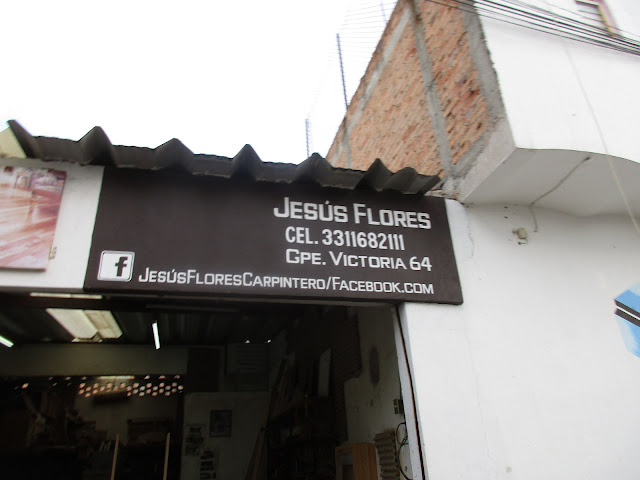 JESÚS FLORES
CEL. 3311682111
GPE. VICTORIA 64
f JESÚSFLORESCARPINTERO/FACEBOOK.COM